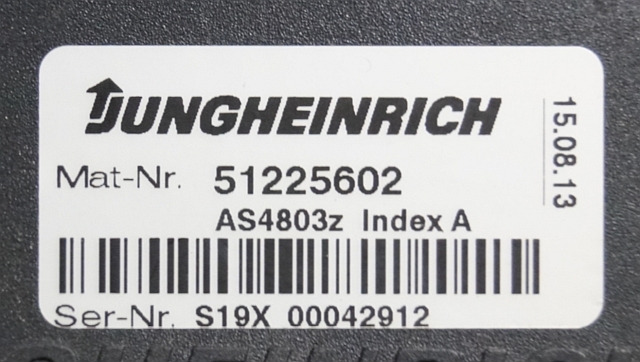 JUNGHEINRICH
15.08.13
Mat-Nr. 51225602
AS4803z Index A
Ser-Nr. S19X 00042912